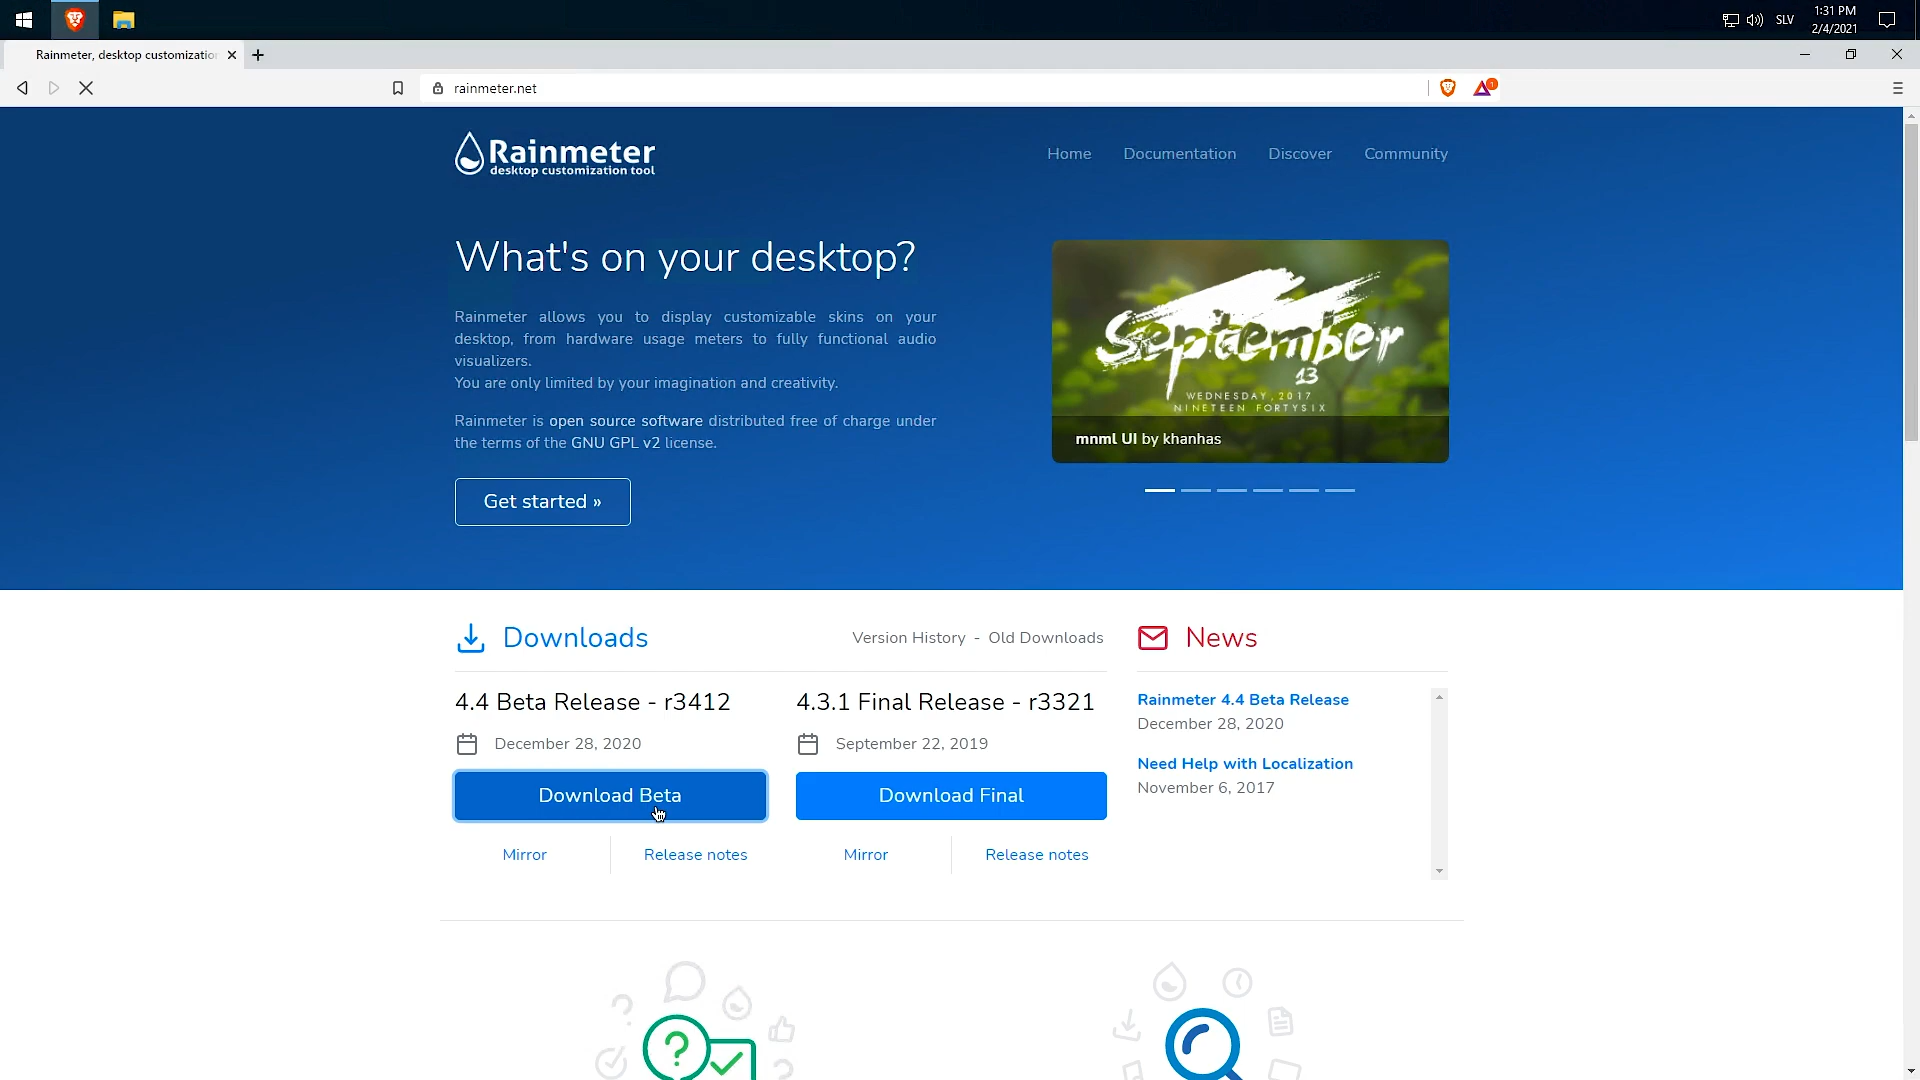 SLV
1:31 PM
2/4/2021
Rainmeter, desktop customization
rainmeter.net
1
Rainmeter
desktop customization tool
Home
Documentation
Discover
Community
What's on your desktop?
Rainmeter allows you to display customizable skins on your
desktop, from hardware usage meters to fully functional audio
visualizers.
You are only limited by your imagination and creativity.
Rainmeter is open source software distributed free of charge under
the terms of the GNU GPL v2 license.
Get started »
September
13
WEDNESDAY, 2017
NINETEEN FORTYSIX
mnml UI by khanhas
Downloads
Version History - Old Downloads
4.4 Beta Release - r3412
December 28, 2020
Download Beta
Mirror
Release notes
4.3.1 Final Release - r3321
September 22, 2019
Download Final
Mirror
Release notes
News
Rainmeter 4.4 Beta Release
December 28, 2020
Need Help with Localization
November 6, 2017